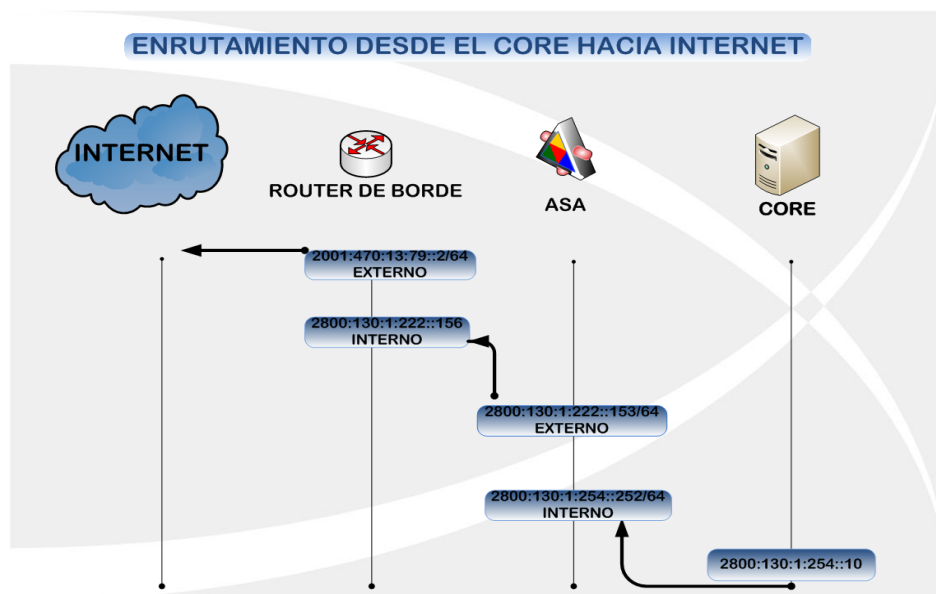 ENRUTAMIENTO DESDE EL CORE HACIA INTERNET
INTERNET
ROUTER DE BORDE
ASA
CORE
2001:470:13:79::2/64
EXTERNO
2800:130:1:222::156
INTERNO
2800:130:1:222::153/64
EXTERNO
2800:130:1:254::252/64
INTERNO
2800:130:1:254::10